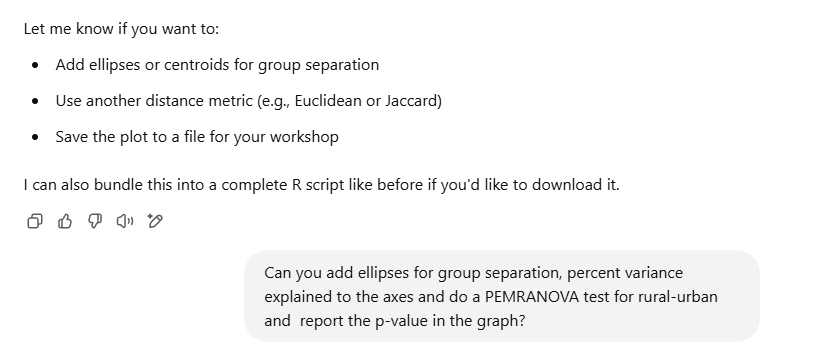 Let me know if you want to:
Add ellipses or centroids for group separation
Use another distance metric (e.g., Euclidean or Jaccard)
Save the plot to a file for your workshop
I can also bundle this into a complete R script like before if you'd like to download it.
Can you add ellipses for group separation, percent variance
explained to the axes and do a PEMRANOVA test for rural-urban
and  report the p-value in the graph?